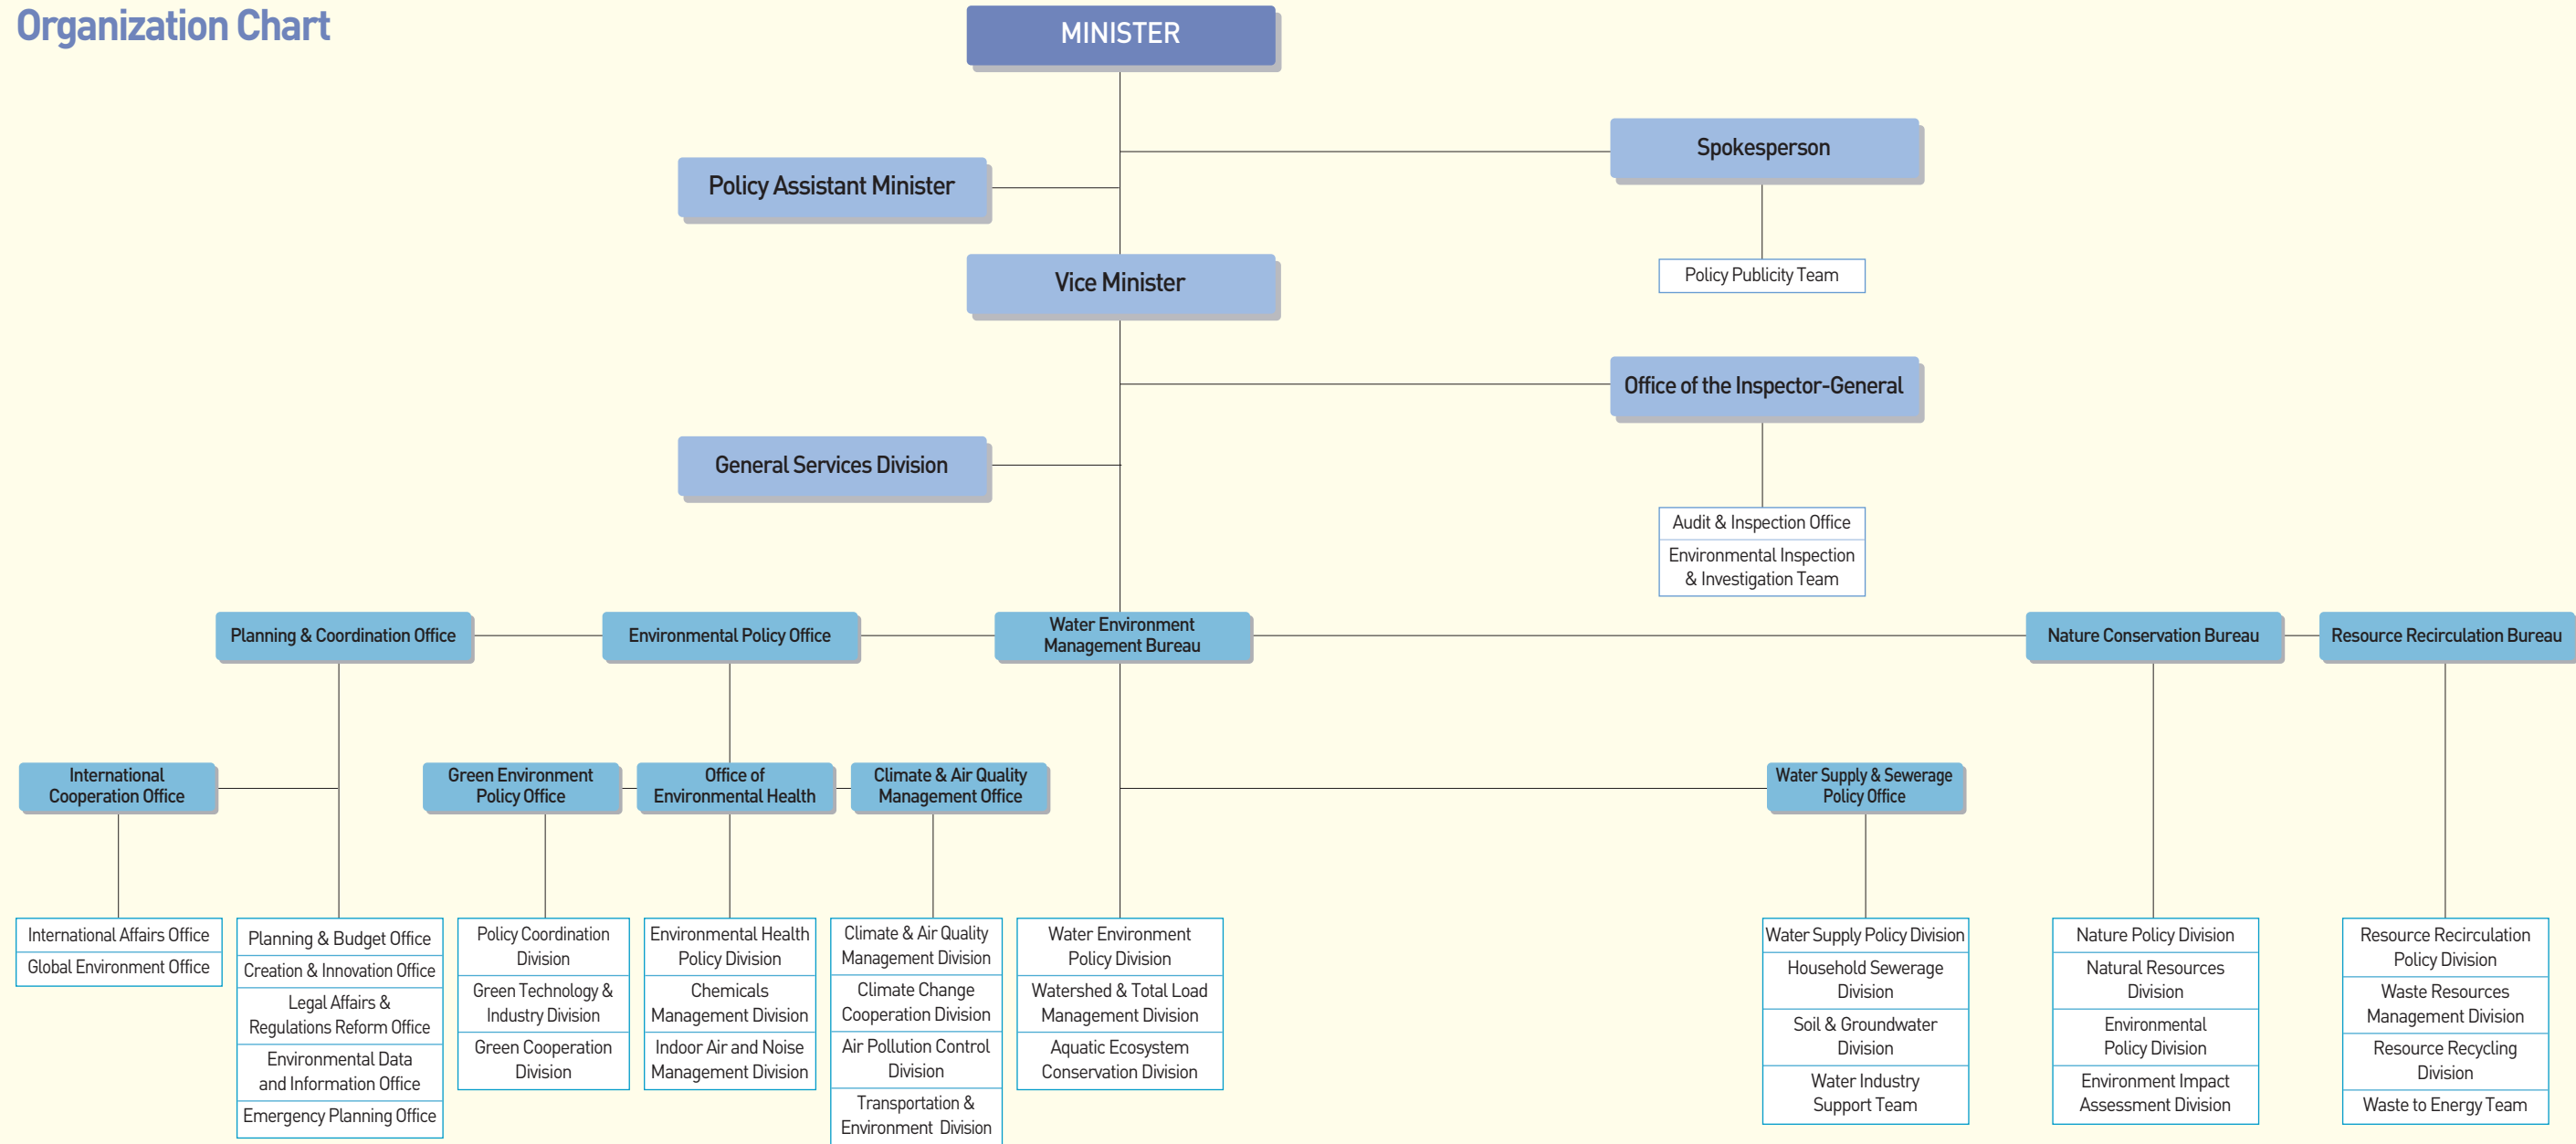 Organization Chart
MINISTER
Spokesperson
Policy Assistant Minister
Policy Publicity Team
Vice Minister
Office of the Inspector-General
General Services Division
Audit & Inspection Office
Environmental Inspection
& Investigation Team
Planning & Coordination Office
Environmental Policy Office
Water Environment
Management Bureau
Nature Conservation Bureau
Resource Recirculation Bureau
International
Cooperation Office
Green Environment
Policy Office
Office of
Environmental Health
Climate & Air Quality
Management Office
Water Supply & Sewerage
Policy Office
International Affairs Office
Global Environment Office
Planning & Budget Office
Creation & Innovation Office
Legal Affairs &
Regulations Reform Office
Environmental Data
and Information Office
Emergency Planning Office
Policy Coordination
Division
Green Technology &
Industry Division
Green Cooperation
Division
Environmental Health
Policy Division
Chemicals
Management Division
Indoor Air and Noise
Management Division
Climate & Air Quality
Management Division
Climate Change
Cooperation Division
Air Pollution Control
Division
Transportation &
Environment Division
Water Environment
Policy Division
Watershed & Total Load
Management Division
Aquatic Ecosystem
Conservation Division
Water Supply Policy Division
Household Sewerage
Division
Soil & Groundwater
Division
Water Industry
Support Team
Nature Policy Division
Natural Resources
Division
Environmental
Policy Division
Environment Impact
Assessment Division
Resource Recirculation
Policy Division
Waste Resources
Management Division
Resource Recycling
Division
Waste to Energy Team